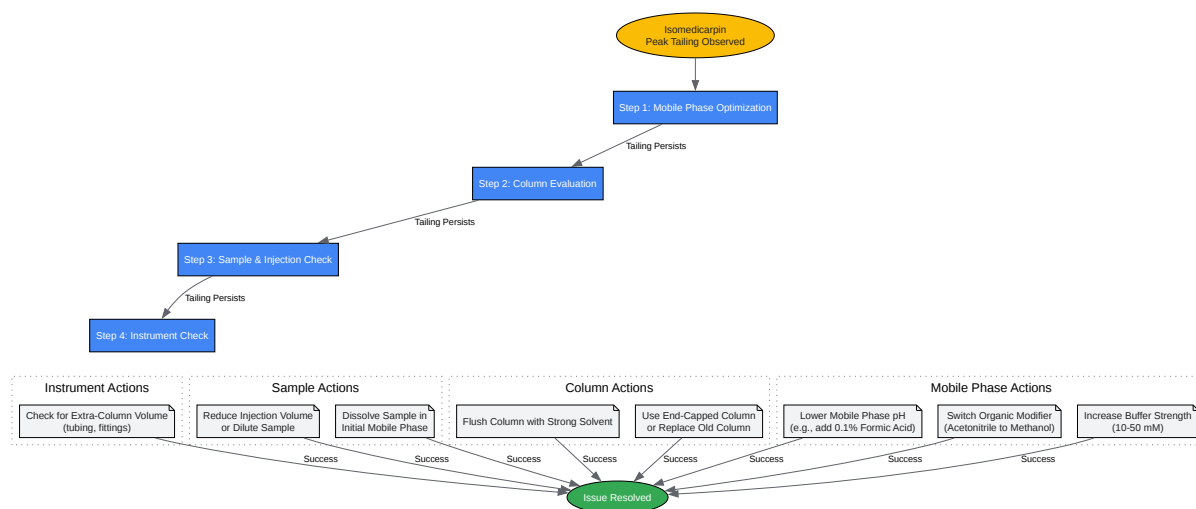 Isomedicarpin
Peak Tailing Observed
Step 1: Mobile Phase Optimization
Tailing Persists
Step 2: Column Evaluation
Tailing Persists
Step 3: Sample & Injection Check
Tailing Persists
Step 4: Instrument Check
Instrument Actions
Check for Extra-Column Volume
(tubing, fittings)
Sample Actions
Reduce Injection Volume
or Dilute Sample
Dissolve Sample in
Initial Mobile Phase
Column Actions
Flush Column with Strong Solvent
Use End-Capped Column
or Replace Old Column
Mobile Phase Actions
Lower Mobile Phase pH
(e.g., add 0.1% Formic Acid)
Switch Organic Modifier
(Acetonitrile to Methanol)
Increase Buffer Strength
(10-50 mM)
Success
Success
Success
Success
Success
Success
Success
Success
Issue Resolved